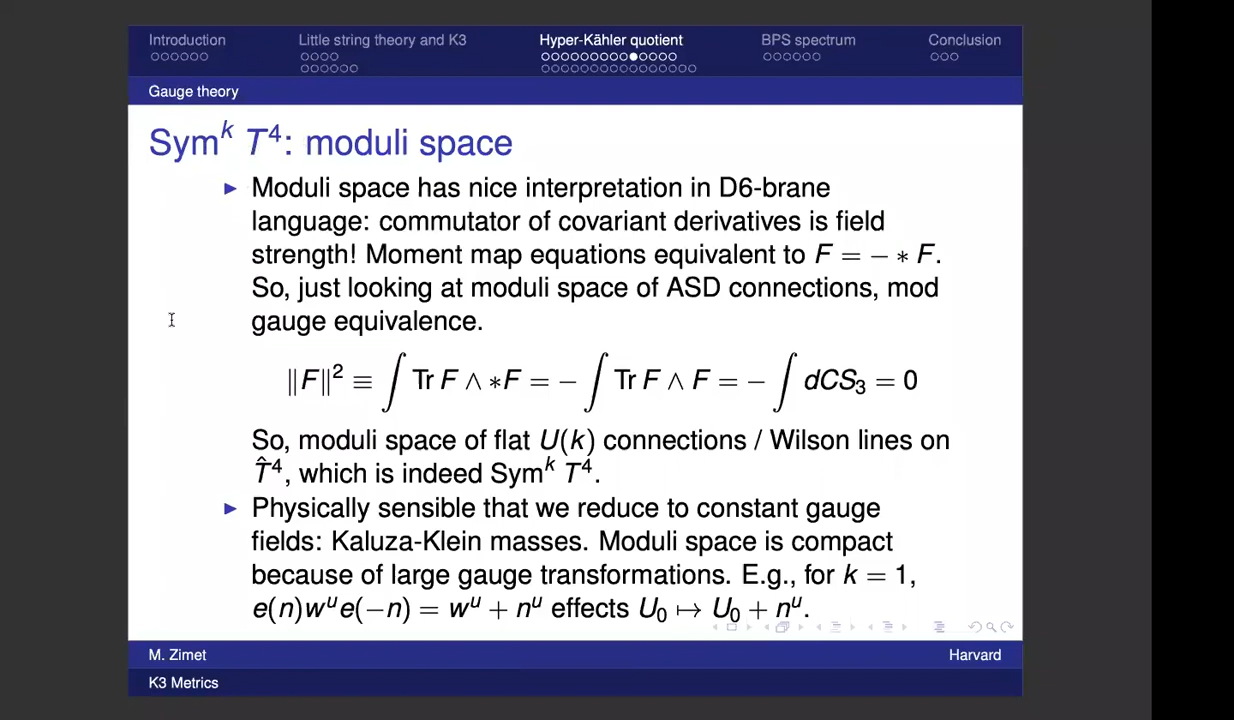 Introduction Little string theory and K3 Hyper-Kähler quotient BPS spectrum Conclusion
Gauge theory
Sym^k T^4: moduli space
Moduli space has nice interpretation in D6-brane
language: commutator of covariant derivatives is field
strength! Moment map equations equivalent to F = − ∗ F.
So, just looking at moduli space of ASD connections, mod
gauge equivalence.
‖F‖² ≡ ∫ Tr F ∧ ∗F = − ∫ Tr F ∧ F = − ∫ dCS₃ = 0
So, moduli space of flat U(k) connections / Wilson lines on
T̂^4, which is indeed Sym^k T^4.
Physically sensible that we reduce to constant gauge
fields: Kaluza-Klein masses. Moduli space is compact
because of large gauge transformations. E.g., for k = 1,
e(n)w^u e(−n) = w^u + n^u effects U₀ ↦ U₀ + n^u.
M. Zimet Harvard
K3 Metrics